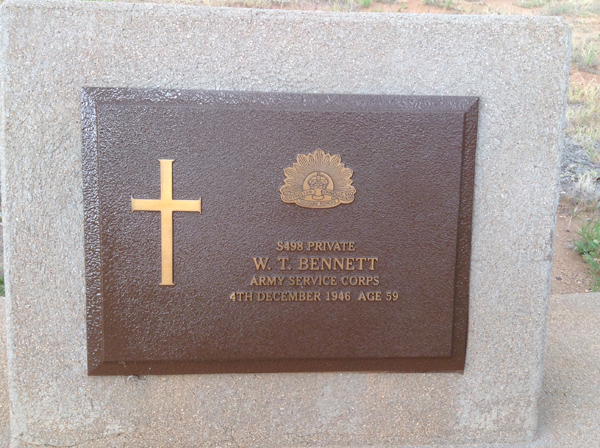 S498 PRIVATE
W. T. BENNETT
ARMY SERVICE CORPS
4TH DECEMBER 1946 AGE 59